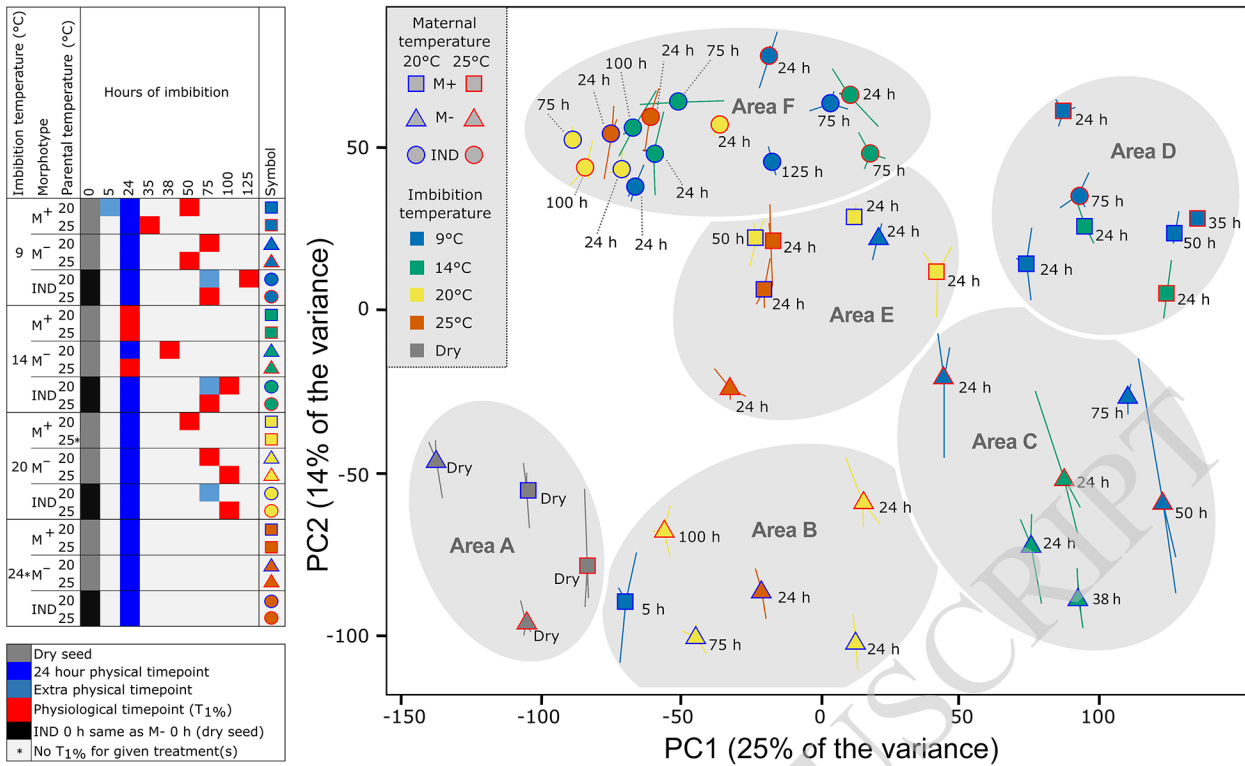 Imbibition temperature (°C)
Morphotype
Parental temperature (°C)
Hours of imbibition
0 5 24 35 38 50 75 100 125 Symbol
9 M+ 20
25
M− 20
25
IND 20
25
14 M+ 20
25
M− 20
25
IND 20
25
20 M+ 20
25*
M− 20
25
IND 20
25
24* M+ 20
25
M− 20
25
IND 20
25
Dry seed
24 hour physical timepoint
Extra physical timepoint
Physiological timepoint (T1%)
IND 0 h same as M- 0 h (dry seed)
* No T1% for given treatment(s)
Maternal
temperature
20°C 25°C
M+
M-
IND
Imbibition
temperature
9°C
14°C
20°C
25°C
Dry
PC2 (14% of the variance)
50
0
-50
-100
-150 -100 -50 0 50 100
PC1 (25% of the variance)
Area F
75 h
24 h
100 h
24 h
75 h
24 h
24 h
75 h
24 h
75 h
125 h
24 h
100 h
24 h
24 h
24 h
Area D
24 h
75 h
24 h
35 h
50 h
24 h
24 h
Area E
24 h
50 h
24 h
24 h
24 h
24 h
24 h
Area C
24 h
75 h
24 h
50 h
24 h
38 h
Area A
Dry
Dry
Dry
Dry
Area B
100 h
24 h
5 h
24 h
75 h
24 h
USCRIPT